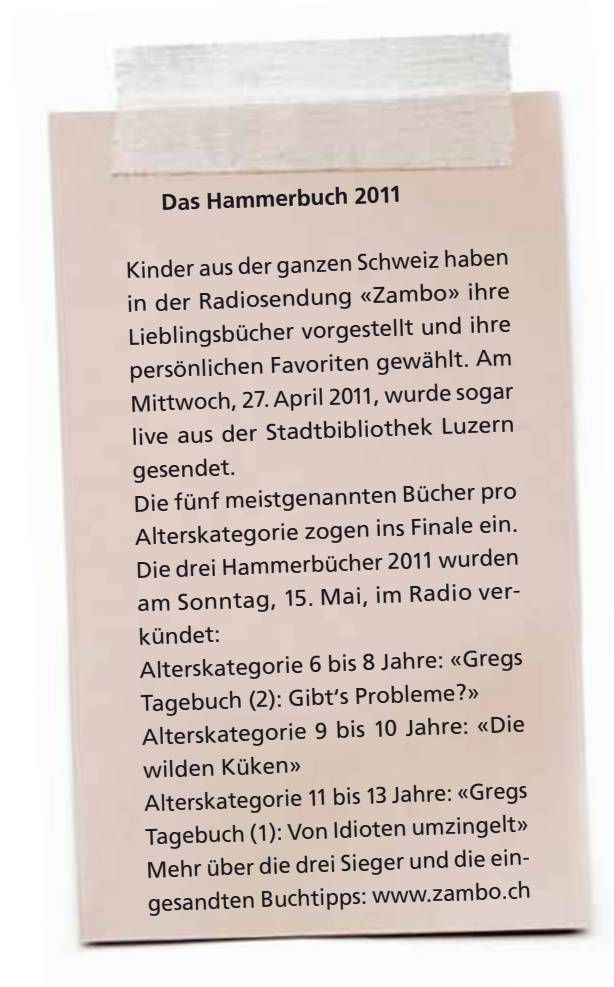 Das Hammerbuch 2011
Kinder aus der ganzen Schweiz haben
in der Radiosendung «Zambo» ihre
Lieblingsbücher vorgestellt und ihre
persönlichen Favoriten gewählt. Am
Mittwoch, 27. April 2011, wurde sogar
live aus der Stadtbibliothek Luzern
gesendet.
Die fünf meistgenannten Bücher pro
Alterskategorie zogen ins Finale ein.
Die drei Hammerbücher 2011 wurden
am Sonntag, 15. Mai, im Radio ver-
kündet:
Alterskategorie 6 bis 8 Jahre: «Gregs
Tagebuch (2): Gibt's Probleme?»
Alterskategorie 9 bis 10 Jahre: «Die
wilden Küken»
Alterskategorie 11 bis 13 Jahre: «Gregs
Tagebuch (1): Von Idioten umzingelt»
Mehr über die drei Sieger und die ein-
gesandten Buchtipps: www.zambo.ch